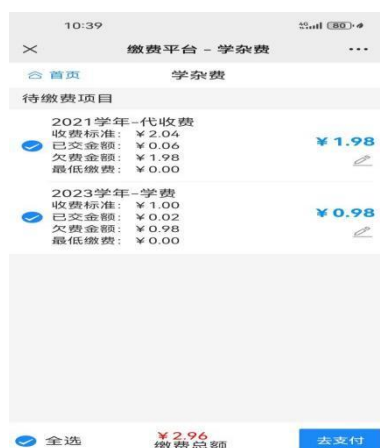 10:39
80
缴费平台 - 学杂费
首页 学杂费
待缴费项目
2021学年-代收费
收费标准: ¥2.04
已交金额: ¥0.06
欠费金额: ¥1.98
最低缴费: ¥0.00
¥1.98
2023学年-学费
收费标准: ¥1.00
已交金额: ¥0.02
欠费金额: ¥0.98
最低缴费: ¥0.00
¥0.98
全选
¥2.96
缴费总额
去支付